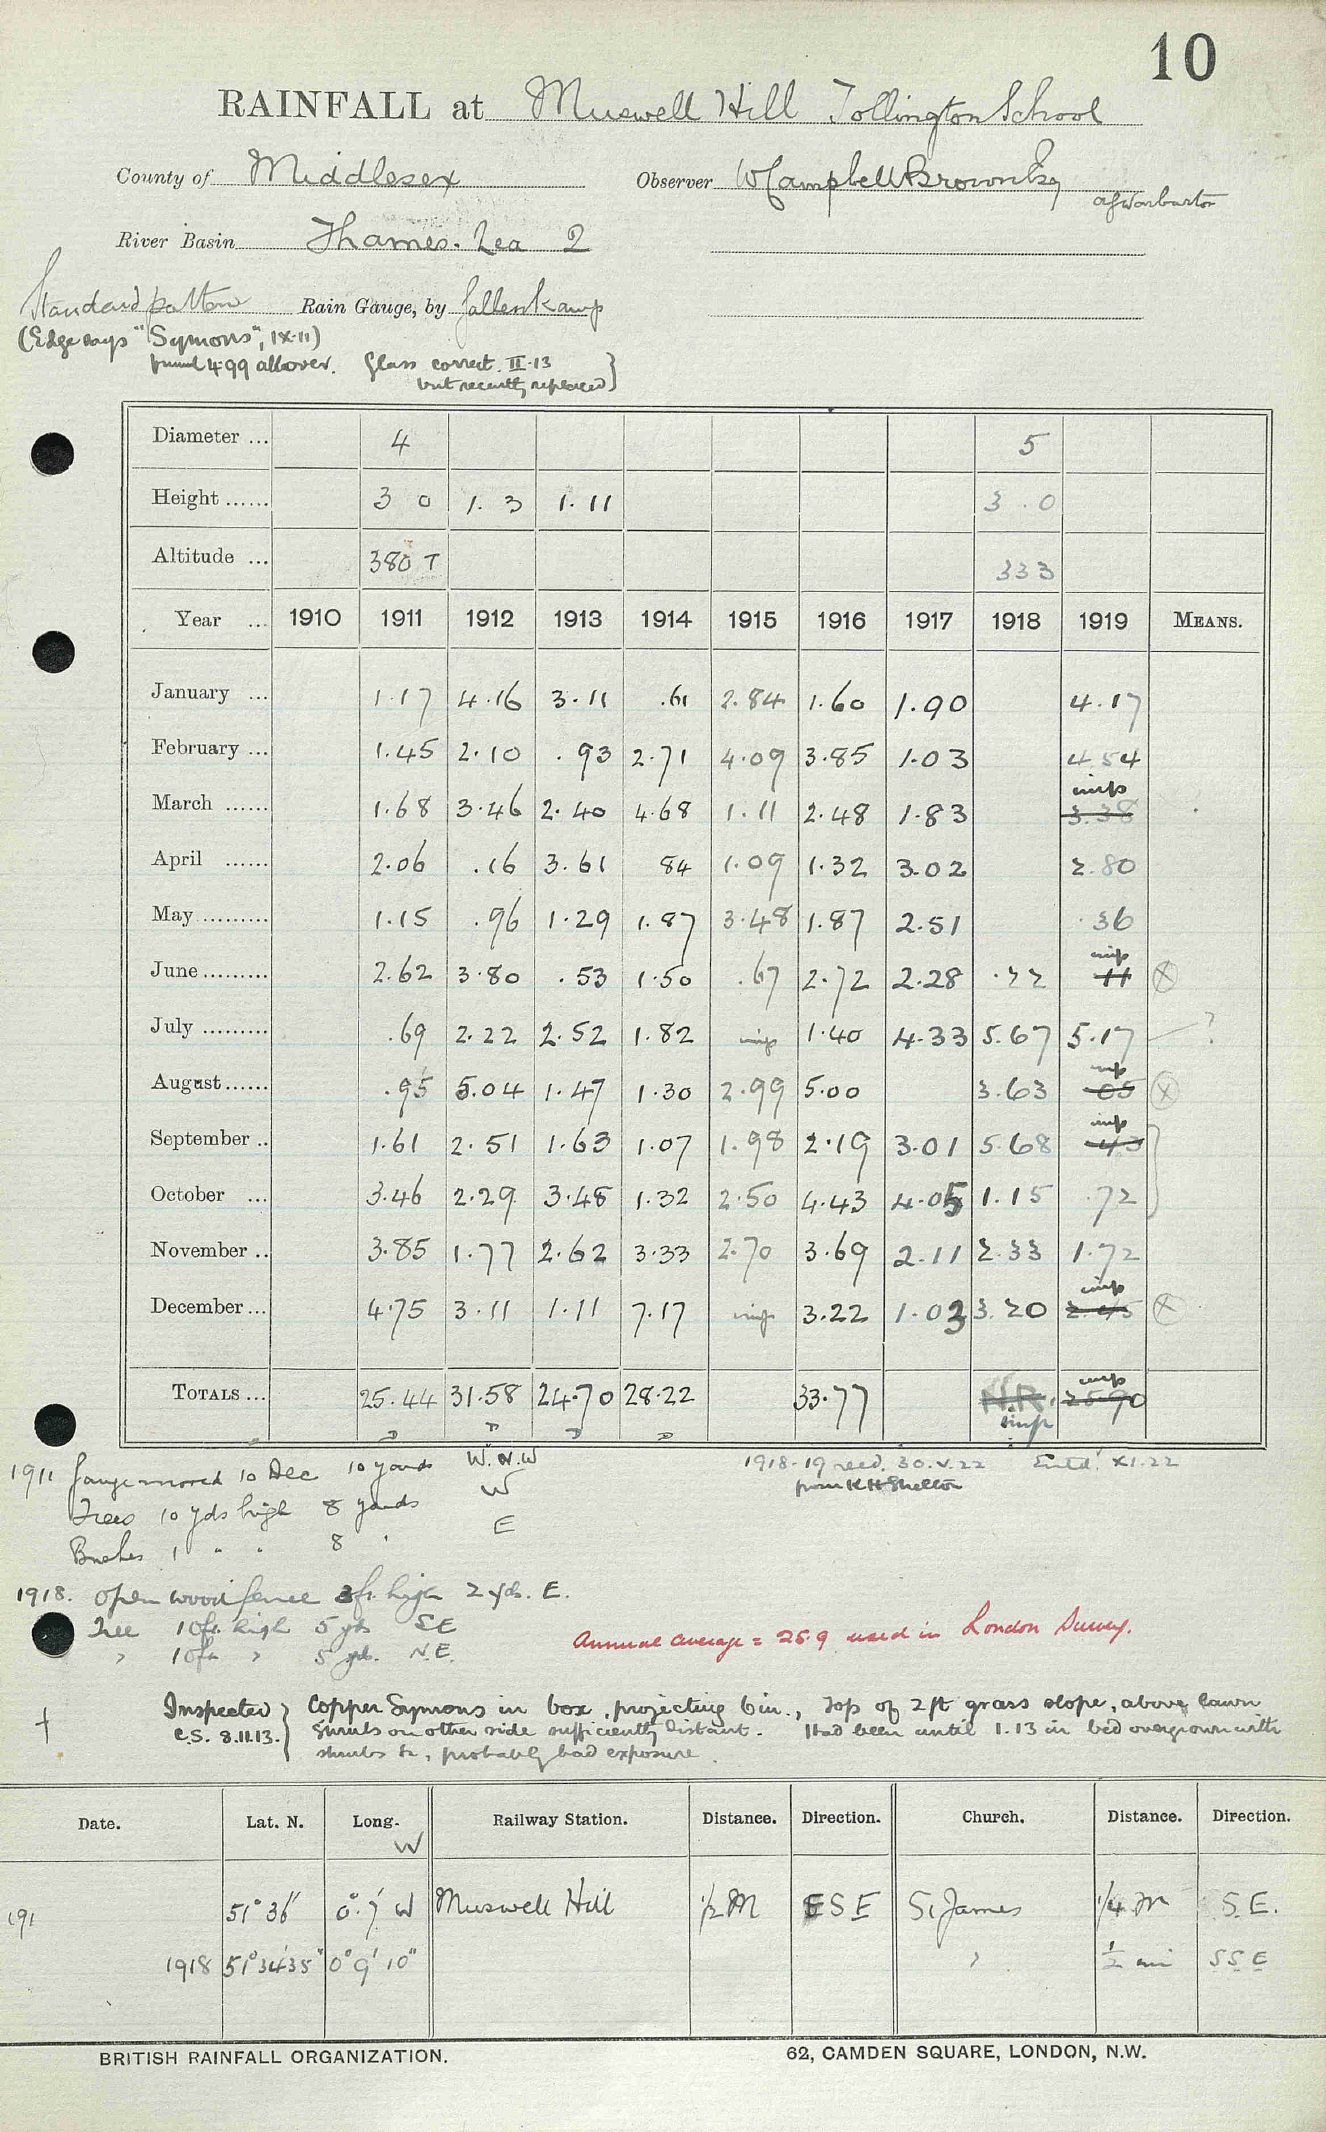 10
RAINFALL at Muswell Hill Tollington School
County of Middlesex Observer W Campbell Brown Esq
A J Warburton
River Basin Thames. Lea 2
Standard pattern Rain Gauge, by Gallenkamp
(Edge says "Symons", IX.11)
funnel 4.99 all over. Glass correct II.13
but recently replaced}
Diameter ... 4 5
Height ...... 3 0 1. 3 1. 11 3 . 0
Altitude ... 380 T 333
Year ... 1910 1911 1912 1913 1914 1915 1916 1917 1918 1919 MEANS.
January ... 1.17 4.16 3.11 .61 2.84 1.60 1.90 4.17
February ... 1.45 2.10 .93 2.71 4.09 3.85 1.03 4.54
March ...... 1.68 3.46 2.40 4.68 1.11 2.48 1.83 imp 3.38
April ...... 2.06 .16 3.61 84 1.09 1.32 3.02 2.80
May ......... 1.15 .96 1.29 1.87 3.48 1.87 2.51 .36
June ......... 2.62 3.80 .53 1.50 .67 2.72 2.28 .22 imp 11 X
July ......... .69 2.22 2.52 1.82 imp 1.40 4.33 5.67 5.17 ?
August ...... .95 5.04 1.47 1.30 2.99 5.00 3.63 imp 05 X
September .. 1.61 2.51 1.63 1.07 1.98 2.19 3.01 5.68 imp 43
October ... 3.46 2.29 3.48 1.32 2.50 4.43 4.05 1.15 .72
November .. 3.85 1.77 2.62 3.33 2.70 3.69 2.11 2.33 1.72
December ... 4.75 3.11 1.11 7.17 imp 3.22 1.03 3.20 imp 2.45 X
TOTALS ... 25.44 31.58 24.70 28.22 33.77 N.R. imp imp 25.90
1911 Gauge moved 10 Dec 10 yards W.N.W
Trees 10 yds high 8 yards W
Bushes 1 " " 8 " E
1918-19 recd. 30.V.22 Entd. XI.22
from K H Shelton
1918. Open wood fence 3ft. high 2 yds. E.
Tree 10ft. high 5 yds SE
" 10ft " 5 yds. N.E.
Annual average = 25.9 used in London Survey.
† Inspected C.S. 8.11.13. } Copper Symons in box, projecting 6 in., top of 2 ft grass slope, above lawn
Shrubs on other side sufficiently distant. Had been until 1.13 in bed overgrown with
shrubs &c, probably bad exposure.
Date. Lat. N. Long. W Railway Station. Distance. Direction. Church. Distance. Direction.
191 51° 36' 0° 7' W Muswell Hill 1/2 M ESE St James 1/4 M S.E.
1918 51° 34' 35" 0° 9' 10" " 1/2 mi SSE
BRITISH RAINFALL ORGANIZATION. 62, CAMDEN SQUARE, LONDON, N.W.